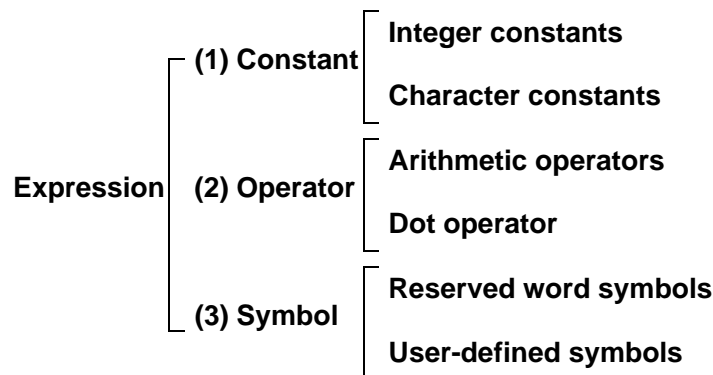 Integer constants
(1) Constant
Character constants
Arithmetic operators
Expression
(2) Operator
Dot operator
Reserved word symbols
(3) Symbol
User-defined symbols